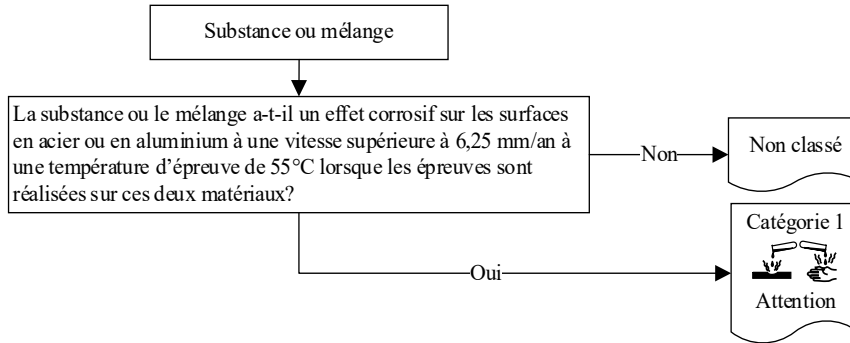 Substance ou mélange
La substance ou le mélange a-t-il un effet corrosif sur les surfaces
en acier ou en aluminium à une vitesse supérieure à 6,25 mm/an à
une température d'épreuve de 55°C lorsque les épreuves sont
réalisées sur ces deux matériaux?
Non
Non classé
Catégorie 1
Oui
Attention